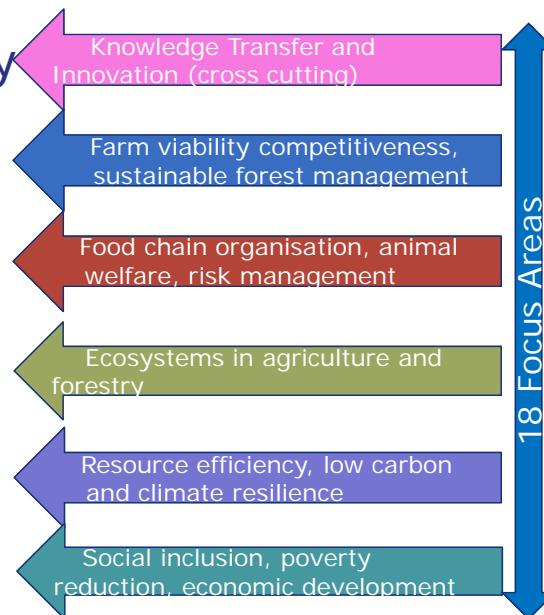 y
Knowledge Transfer and
Innovation (cross cutting)
Farm viability competitiveness,
sustainable forest management
Food chain organisation, animal
welfare, risk management
Ecosystems in agriculture and
forestry
Resource efficiency, low carbon
and climate resilience
Social inclusion, poverty
reduction, economic development
18 Focus Areas